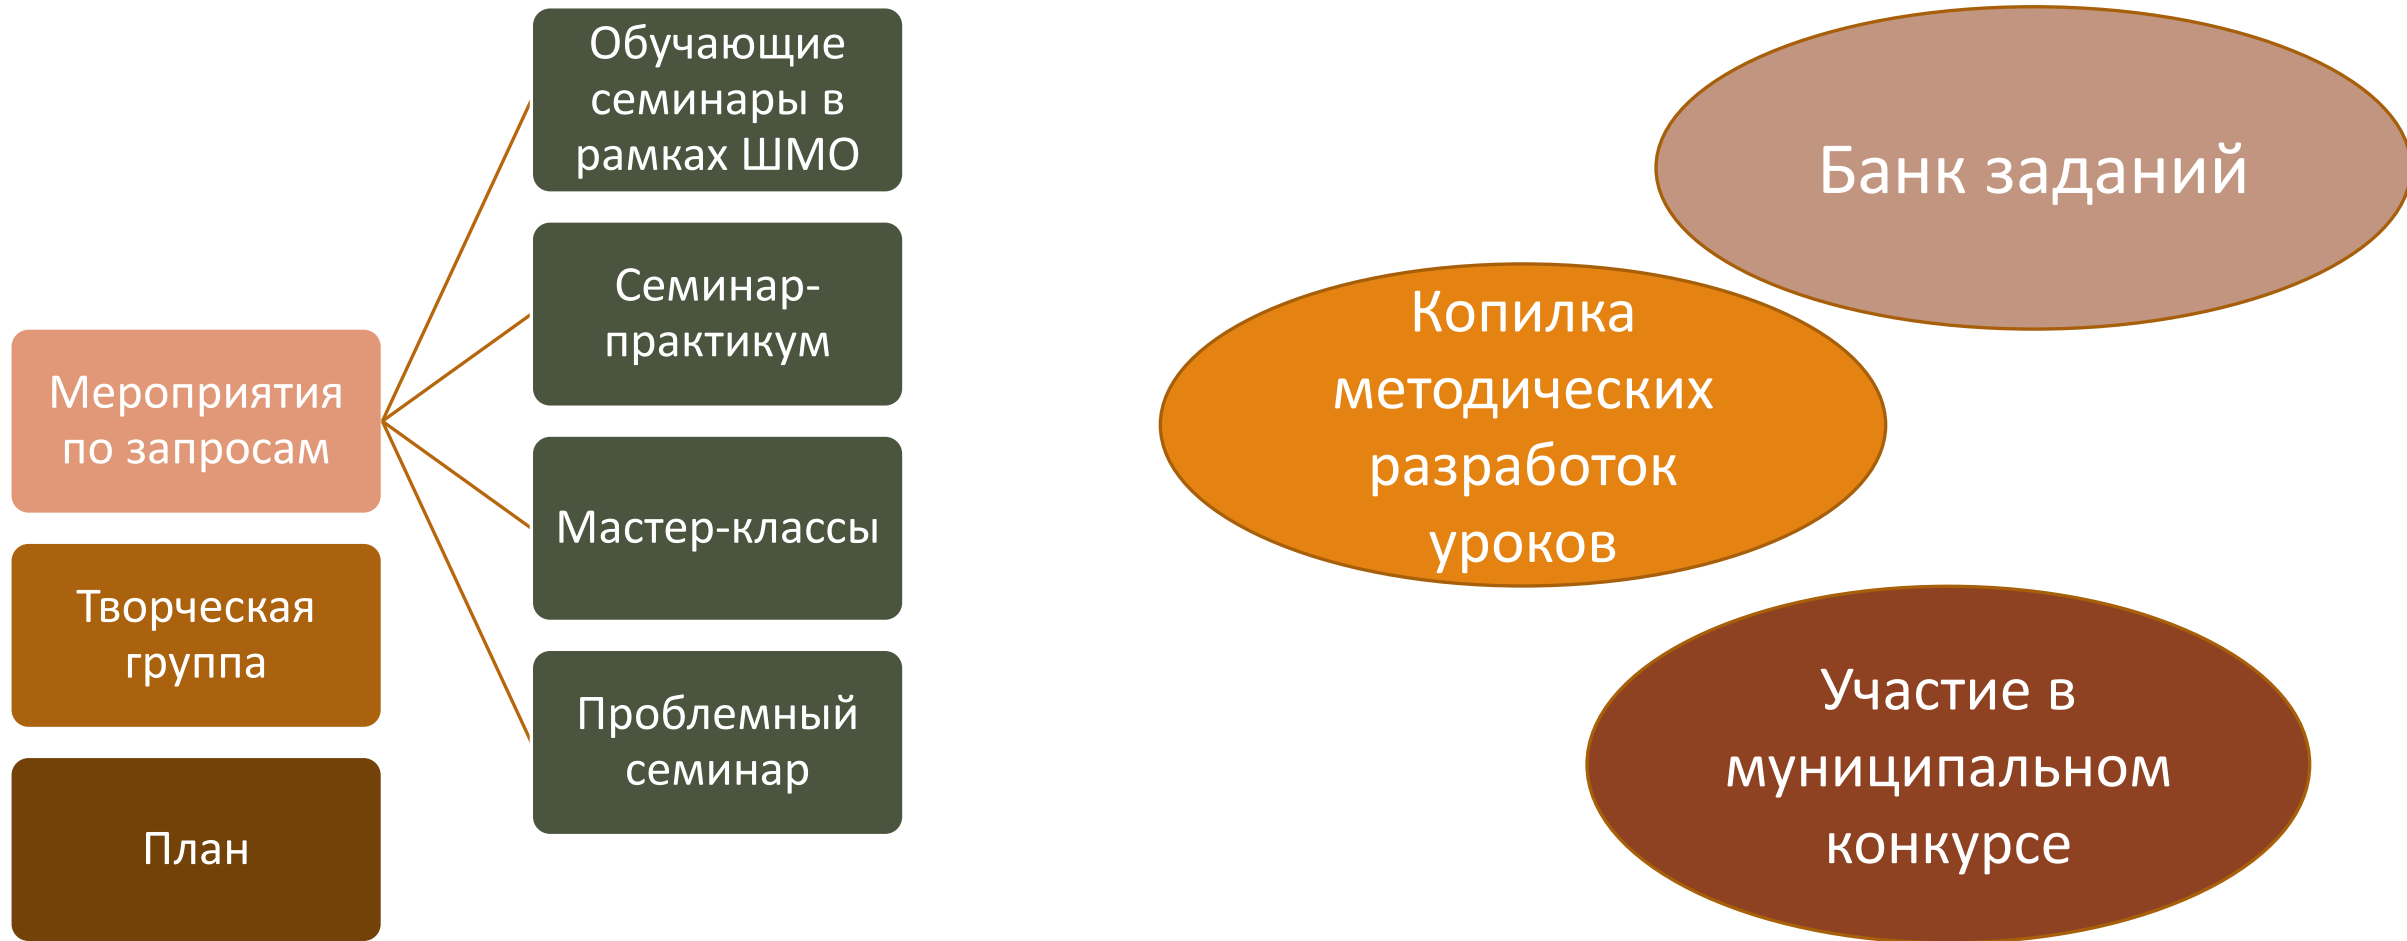 Мероприятия
по запросам
Творческая
группа
План
Обучающие
семинары в
рамках ШМО
Семинар-
практикум
Мастер-классы
Проблемный
семинар
Банк заданий
Копилка
методических
разработок
уроков
Участие в
муниципальном
конкурсе